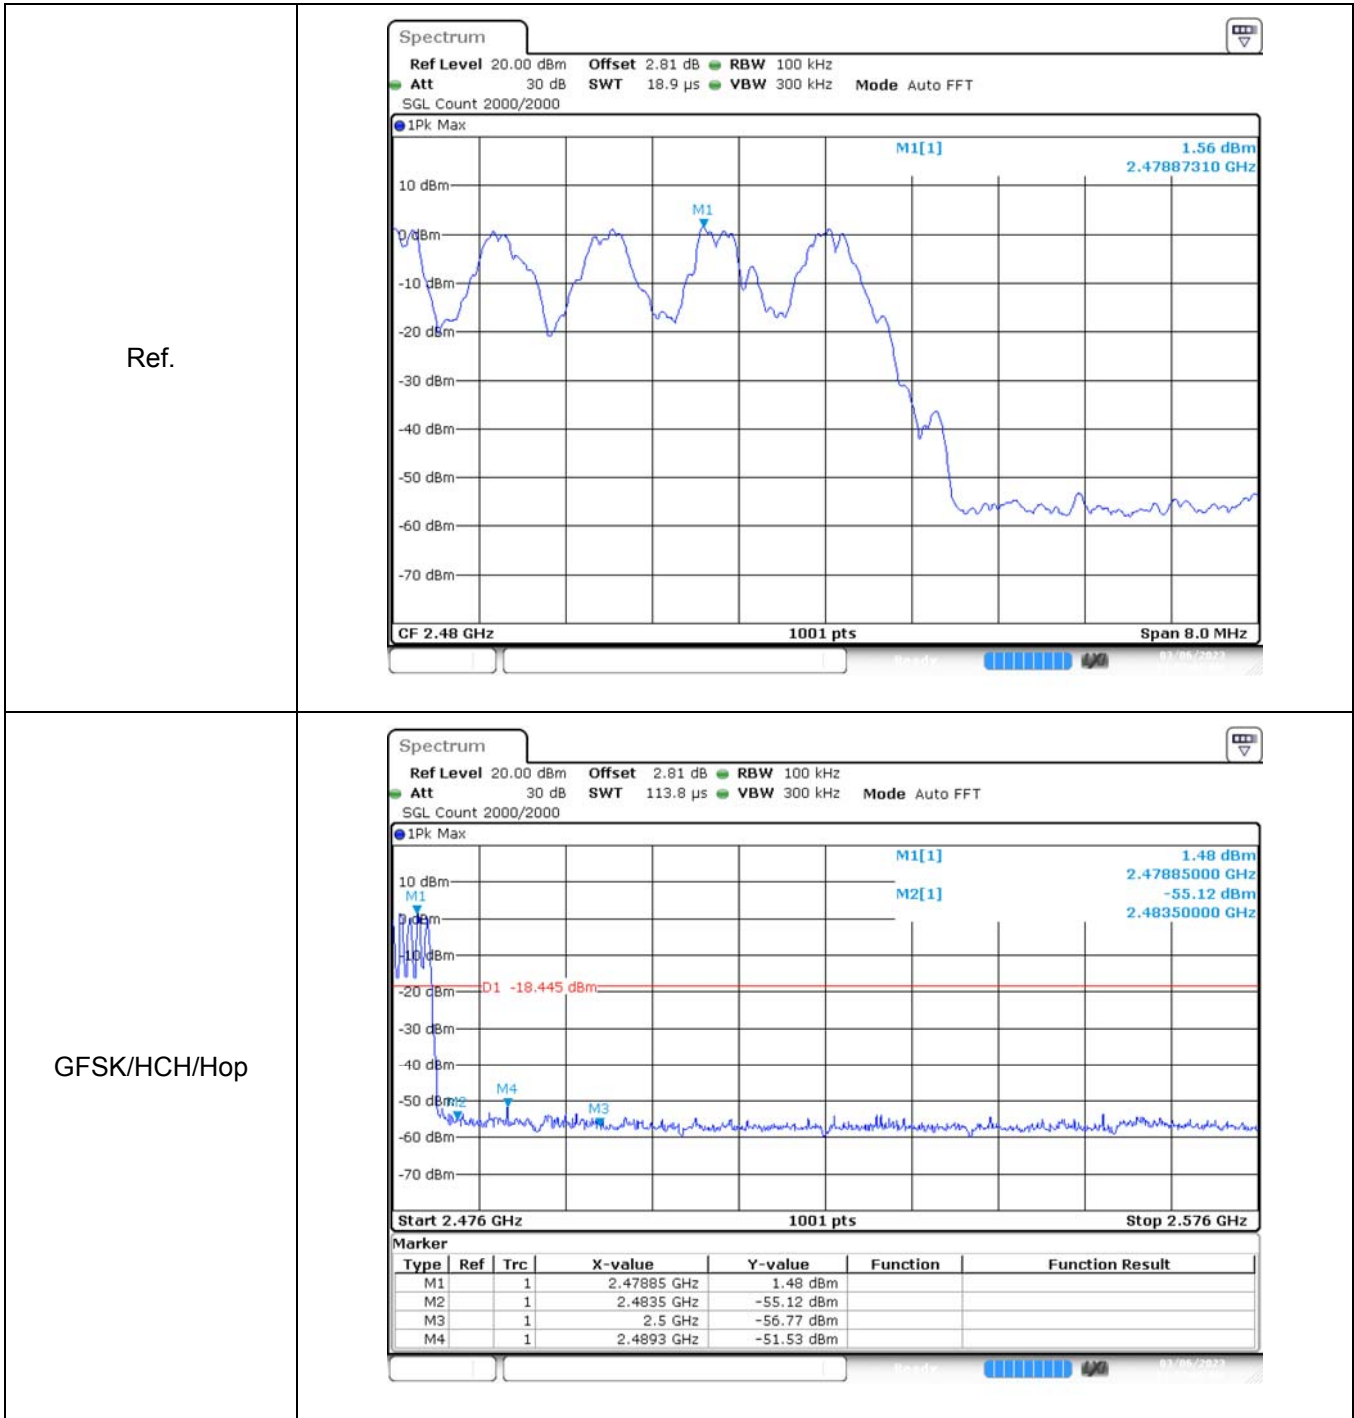 Ref.
Spectrum
Ref Level 20.00 dBm Offset 2.81 dB RBW 100 kHz
Att 30 dB SWT 18.9 µs VBW 300 kHz Mode Auto FFT
SGL Count 2000/2000
1Pk Max
M1[1] 1.56 dBm
2.47887310 GHz
10 dBm
M1
0 dBm
-10 dBm
-20 dBm
-30 dBm
-40 dBm
-50 dBm
-60 dBm
-70 dBm
CF 2.48 GHz 1001 pts Span 8.0 MHz
GFSK/HCH/Hop
Spectrum
Ref Level 20.00 dBm Offset 2.81 dB RBW 100 kHz
Att 30 dB SWT 113.8 µs VBW 300 kHz Mode Auto FFT
SGL Count 2000/2000
1Pk Max
M1[1] 1.48 dBm
2.47885000 GHz
M2[1] -55.12 dBm
2.48350000 GHz
10 dBm
M1
0 dBm
-10 dBm
-20 dBm D1 -18.445 dBm
-30 dBm
-40 dBm
M4
-50 dBm M2
M3
-60 dBm
-70 dBm
Start 2.476 GHz 1001 pts Stop 2.576 GHz
Marker
Type Ref Trc X-value Y-value Function Function Result
M1 1 2.47885 GHz 1.48 dBm
M2 1 2.4835 GHz -55.12 dBm
M3 1 2.5 GHz -56.77 dBm
M4 1 2.4893 GHz -51.53 dBm